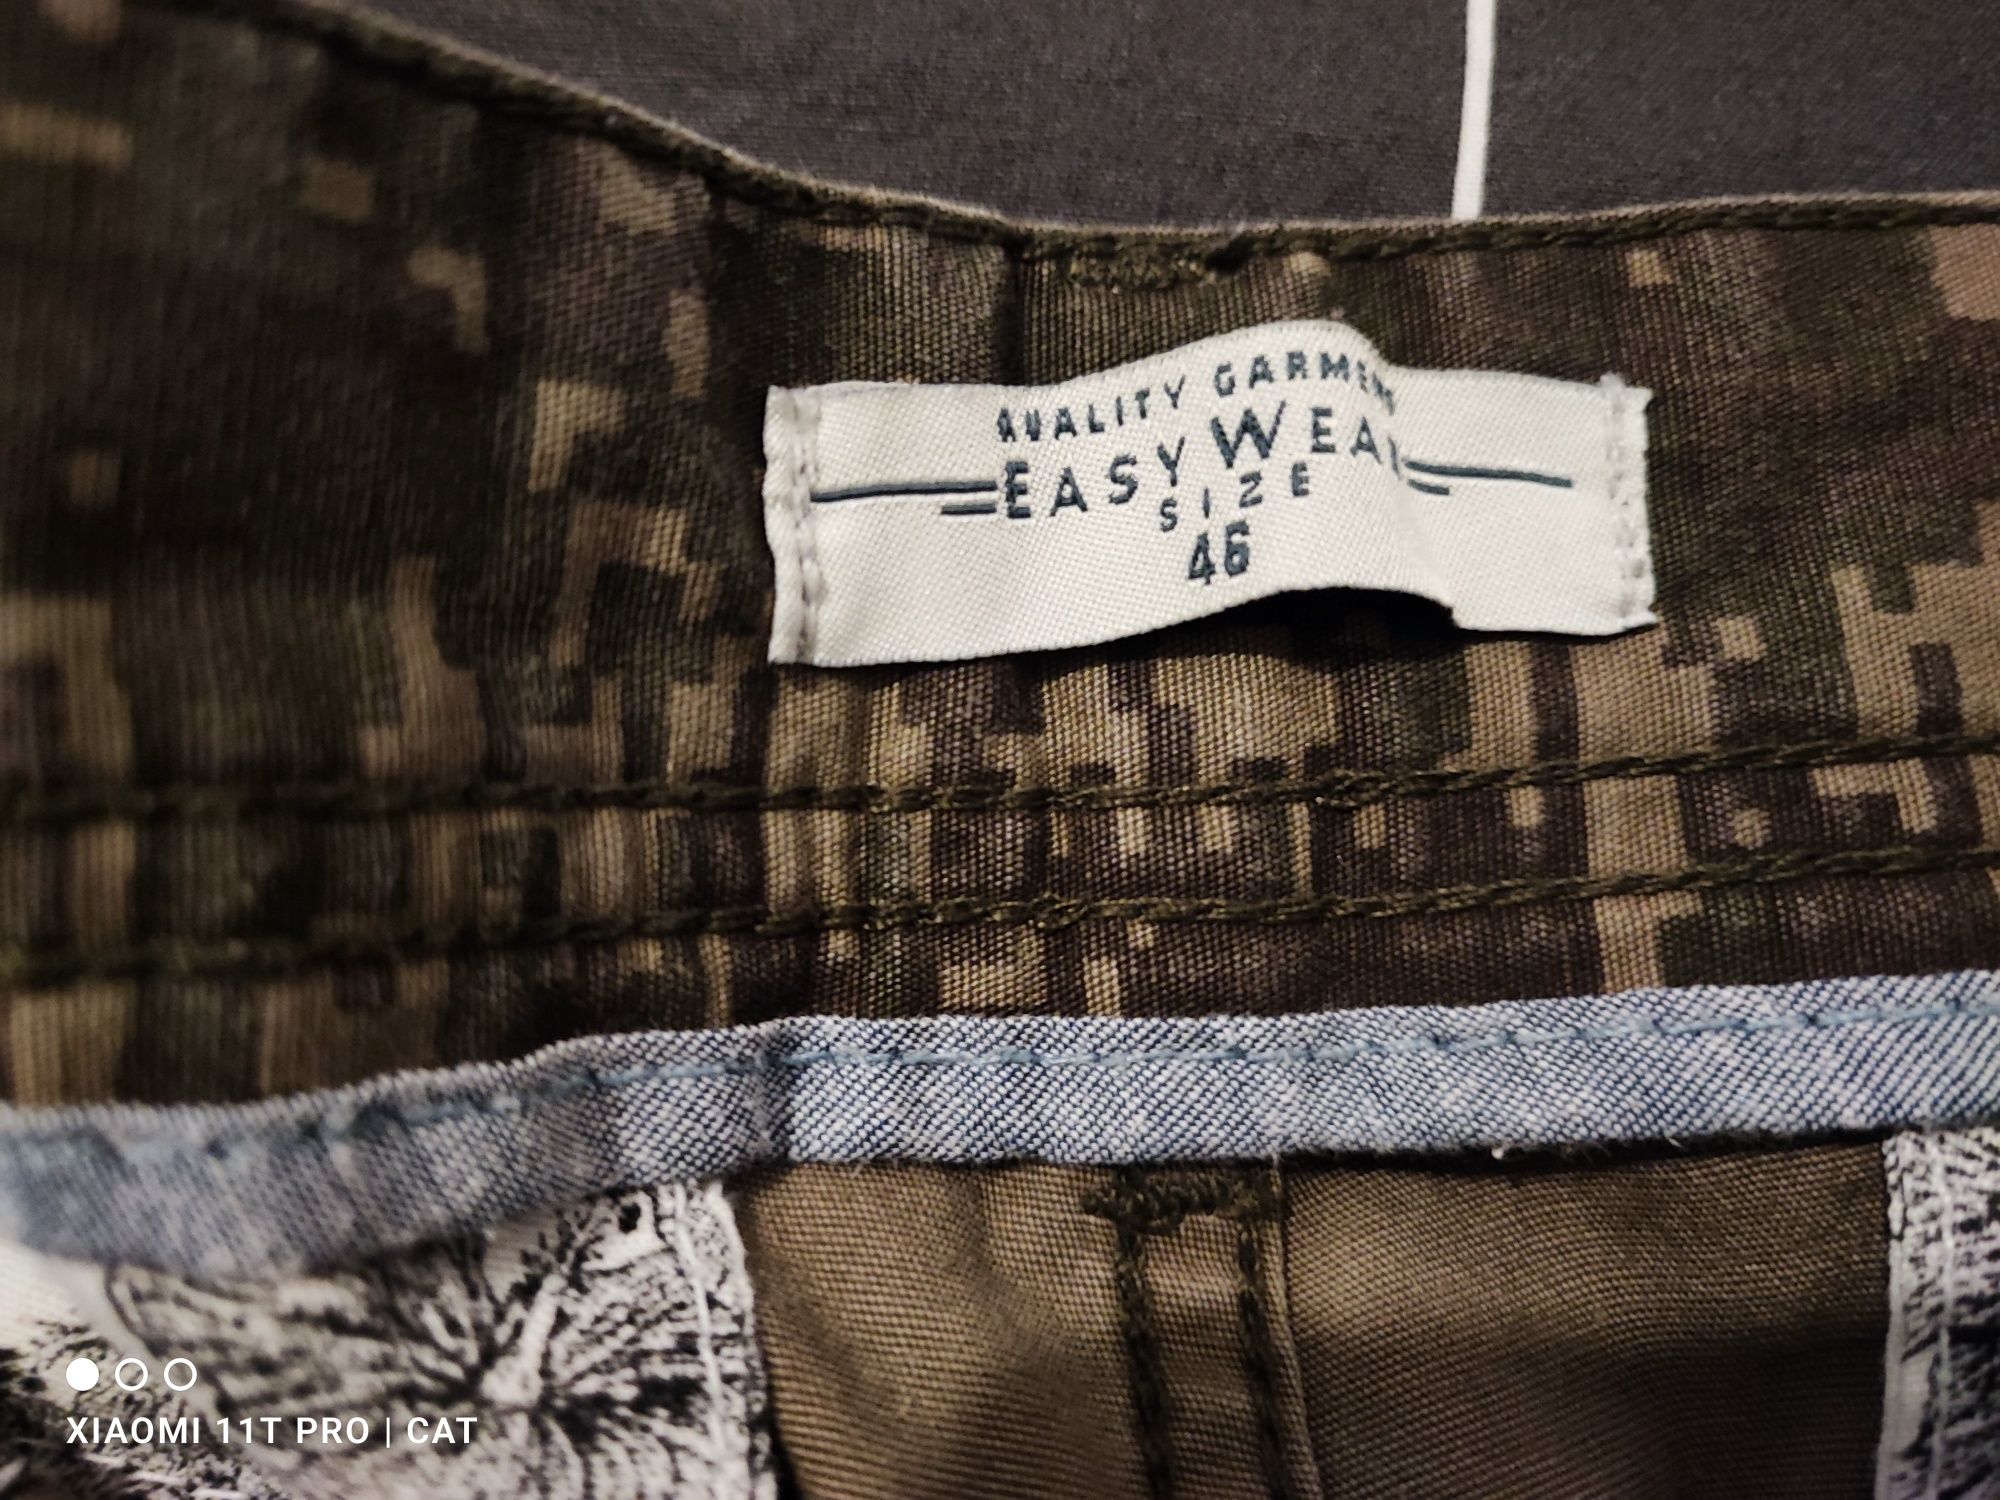 QUALITY GARMENT
EASY WEAR
SIZE
46
XIAOMI 11T PRO | CAT